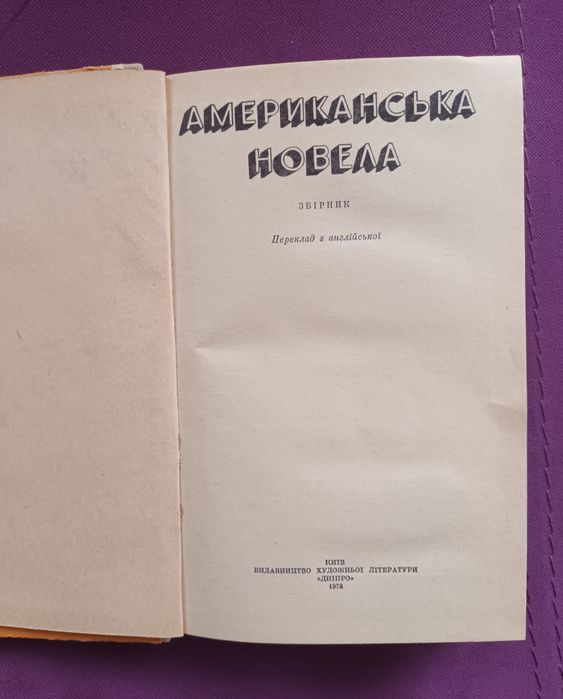 АМЕРИКАНСЬКА
НОВЕЛА
ЗБІРНИК
Переклад з англійської
КИЇВ
ВИДАВНИЦТВО ХУДОЖНЬОЇ ЛІТЕРАТУРИ
«ДНІПРО»
1978